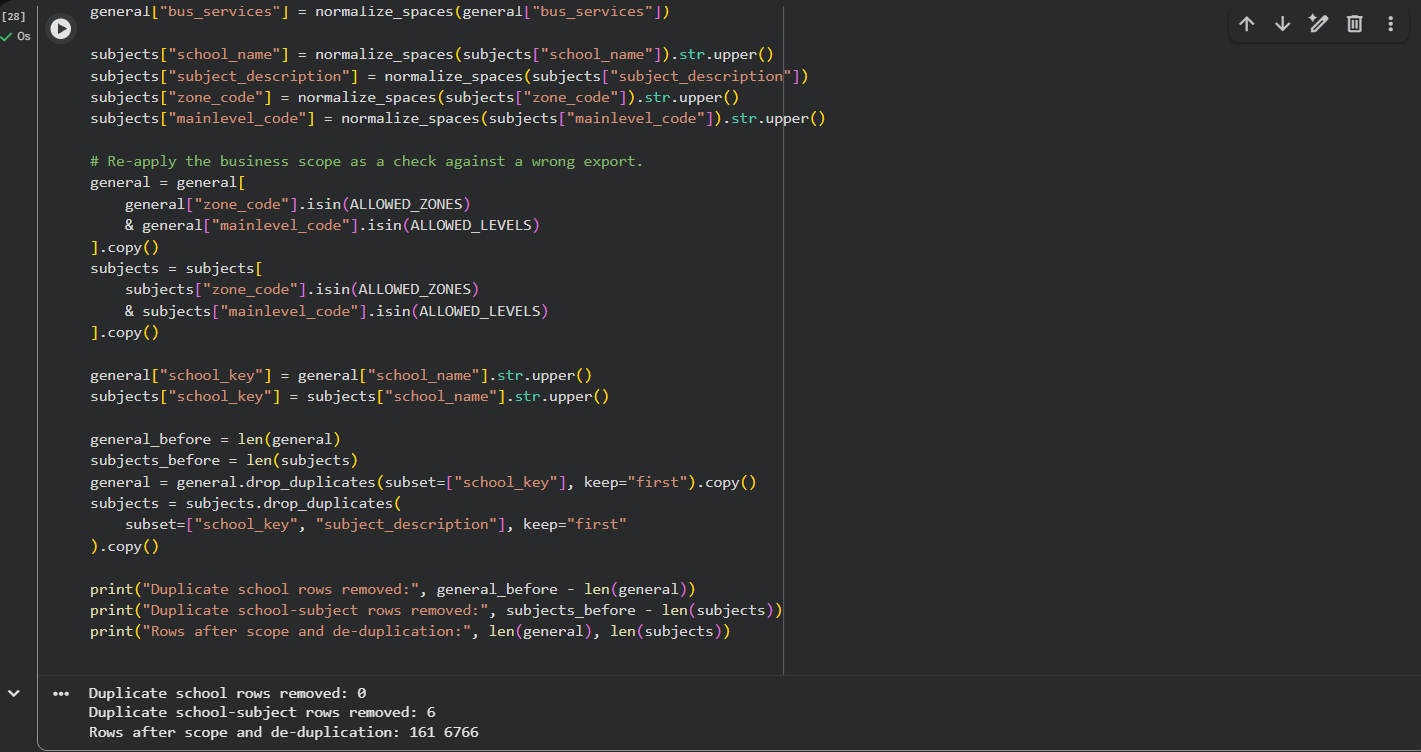 [28]
0s
general["bus_services"] = normalize_spaces(general["bus_services"])
subjects["school_name"] = normalize_spaces(subjects["school_name"]).str.upper()
subjects["subject_description"] = normalize_spaces(subjects["subject_description"])
subjects["zone_code"] = normalize_spaces(subjects["zone_code"]).str.upper()
subjects["mainlevel_code"] = normalize_spaces(subjects["mainlevel_code"]).str.upper()
# Re-apply the business scope as a check against a wrong export.
general = general[
    general["zone_code"].isin(ALLOWED_ZONES)
    & general["mainlevel_code"].isin(ALLOWED_LEVELS)
].copy()
subjects = subjects[
    subjects["zone_code"].isin(ALLOWED_ZONES)
    & subjects["mainlevel_code"].isin(ALLOWED_LEVELS)
].copy()
general["school_key"] = general["school_name"].str.upper()
subjects["school_key"] = subjects["school_name"].str.upper()
general_before = len(general)
subjects_before = len(subjects)
general = general.drop_duplicates(subset=["school_key"], keep="first").copy()
subjects = subjects.drop_duplicates(
    subset=["school_key", "subject_description"], keep="first"
).copy()
print("Duplicate school rows removed:", general_before - len(general))
print("Duplicate school-subject rows removed:", subjects_before - len(subjects))
print("Rows after scope and de-duplication:", len(general), len(subjects))
Duplicate school rows removed: 0
Duplicate school-subject rows removed: 6
Rows after scope and de-duplication: 161 6766